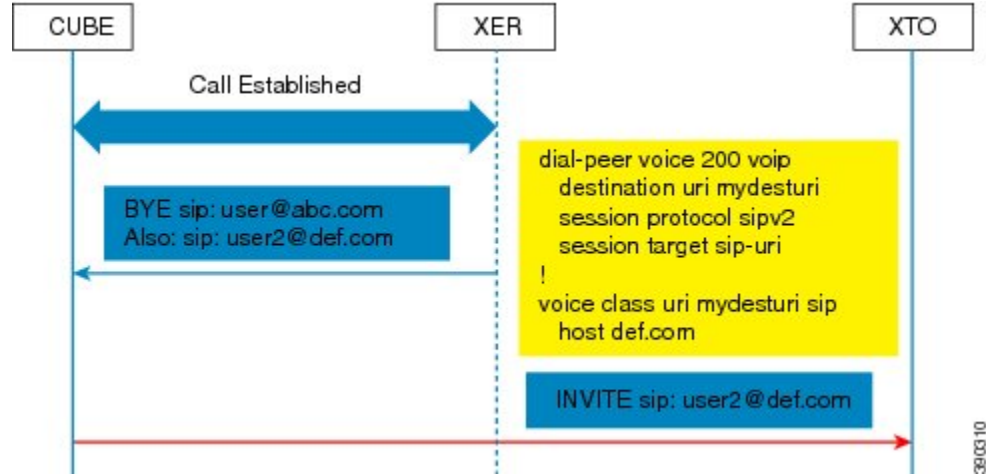 CUBE
XER
XTO
Call Established
BYE sip: user@abc.com
Also: sip: user2@def.com
dial-peer voice 200 voip
destination uri mydesturi
session protocol sipv2
session target sip-uri
!
voice class uri mydesturi sip
host def.com
INVITE sip: user2@def.com
390310